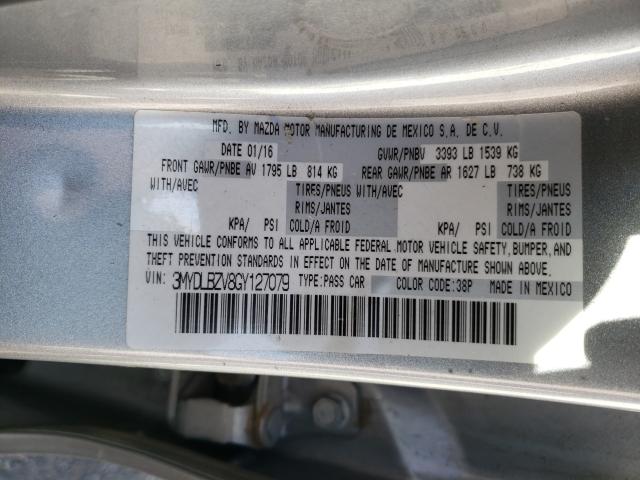 MFD. BY MAZDA MOTOR MANUFACTURING DE MEXICO S.A. DE C.V.
DATE 01/16 GVWR/PNBV 3393 LB 1539 KG
FRONT GAWR/PNBE AV 1795 LB 814 KG REAR GAWR/PNBE AR 1627 LB 738 KG
WITH/AVEC TIRES/PNEUS WITH/AVEC TIRES/PNEUS
RIMS/JANTES RIMS/JANTES
KPA/ PSI COLD/A FROID KPA/ PSI COLD/A FROID
THIS VEHICLE CONFORMS TO ALL APPLICABLE FEDERAL MOTOR VEHICLE SAFETY, BUMPER, AND
THEFT PREVENTION STANDARDS IN EFFECT ON THE DATE OF MANUFACTURE SHOWN ABOVE.
VIN: 3MYDLBZV8GY127079 TYPE:PASS CAR COLOR CODE:38P MADE IN MEXICO